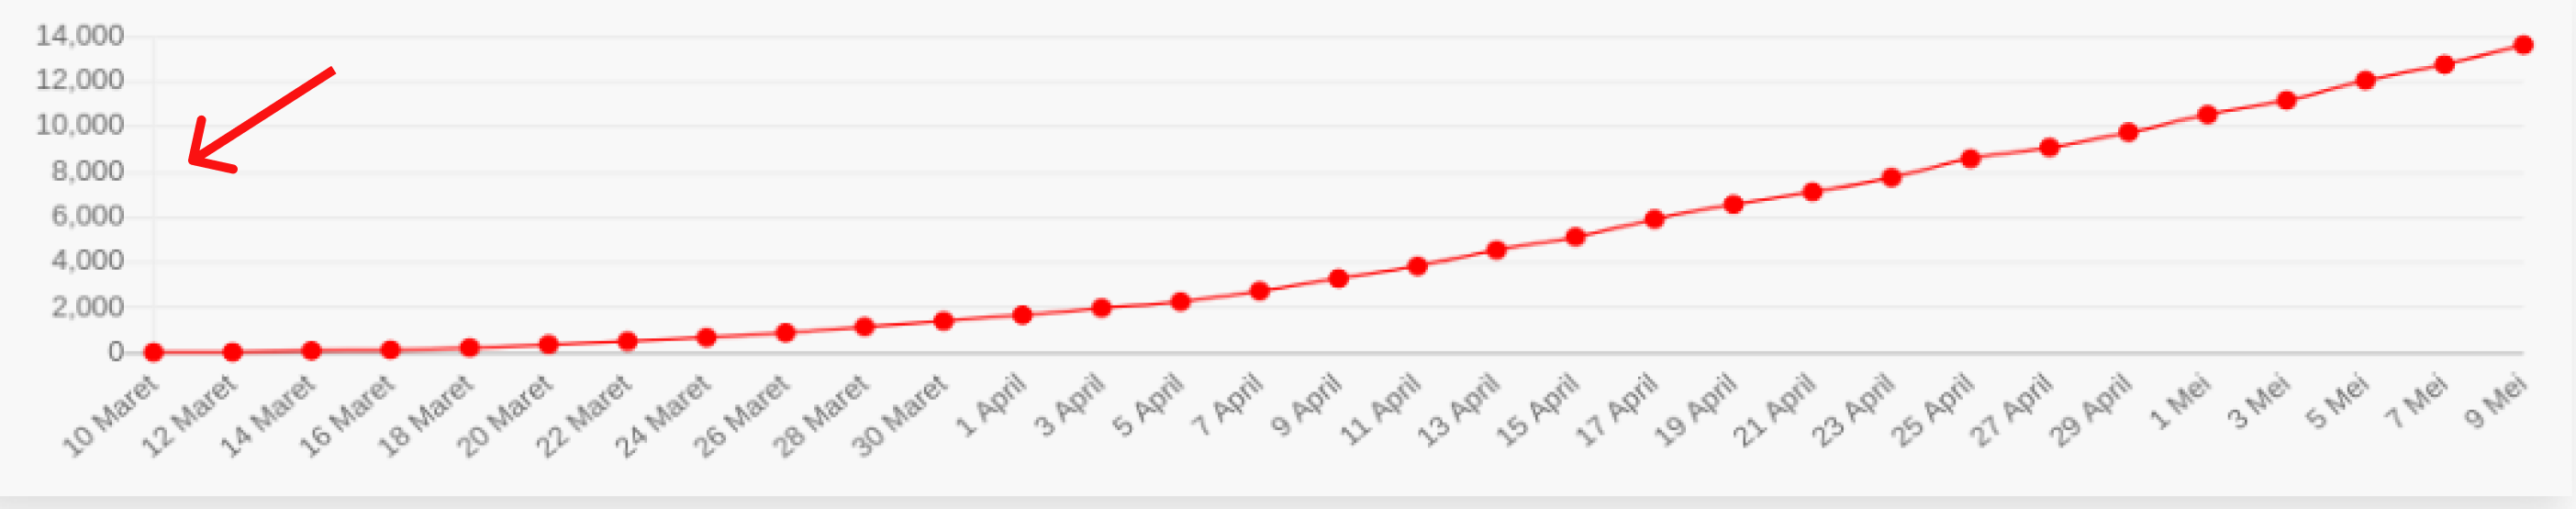 14,000
12,000
10,000
8,000
6,000
4,000
2,000
0
10 Maret
12 Maret
14 Maret
16 Maret
18 Maret
20 Maret
22 Maret
24 Maret
26 Maret
28 Maret
30 Maret
1 April
3 April
5 April
7 April
9 April
11 April
13 April
15 April
17 April
19 April
21 April
23 April
25 April
27 April
29 April
1 Mei
3 Mei
5 Mei
7 Mei
9 Mei